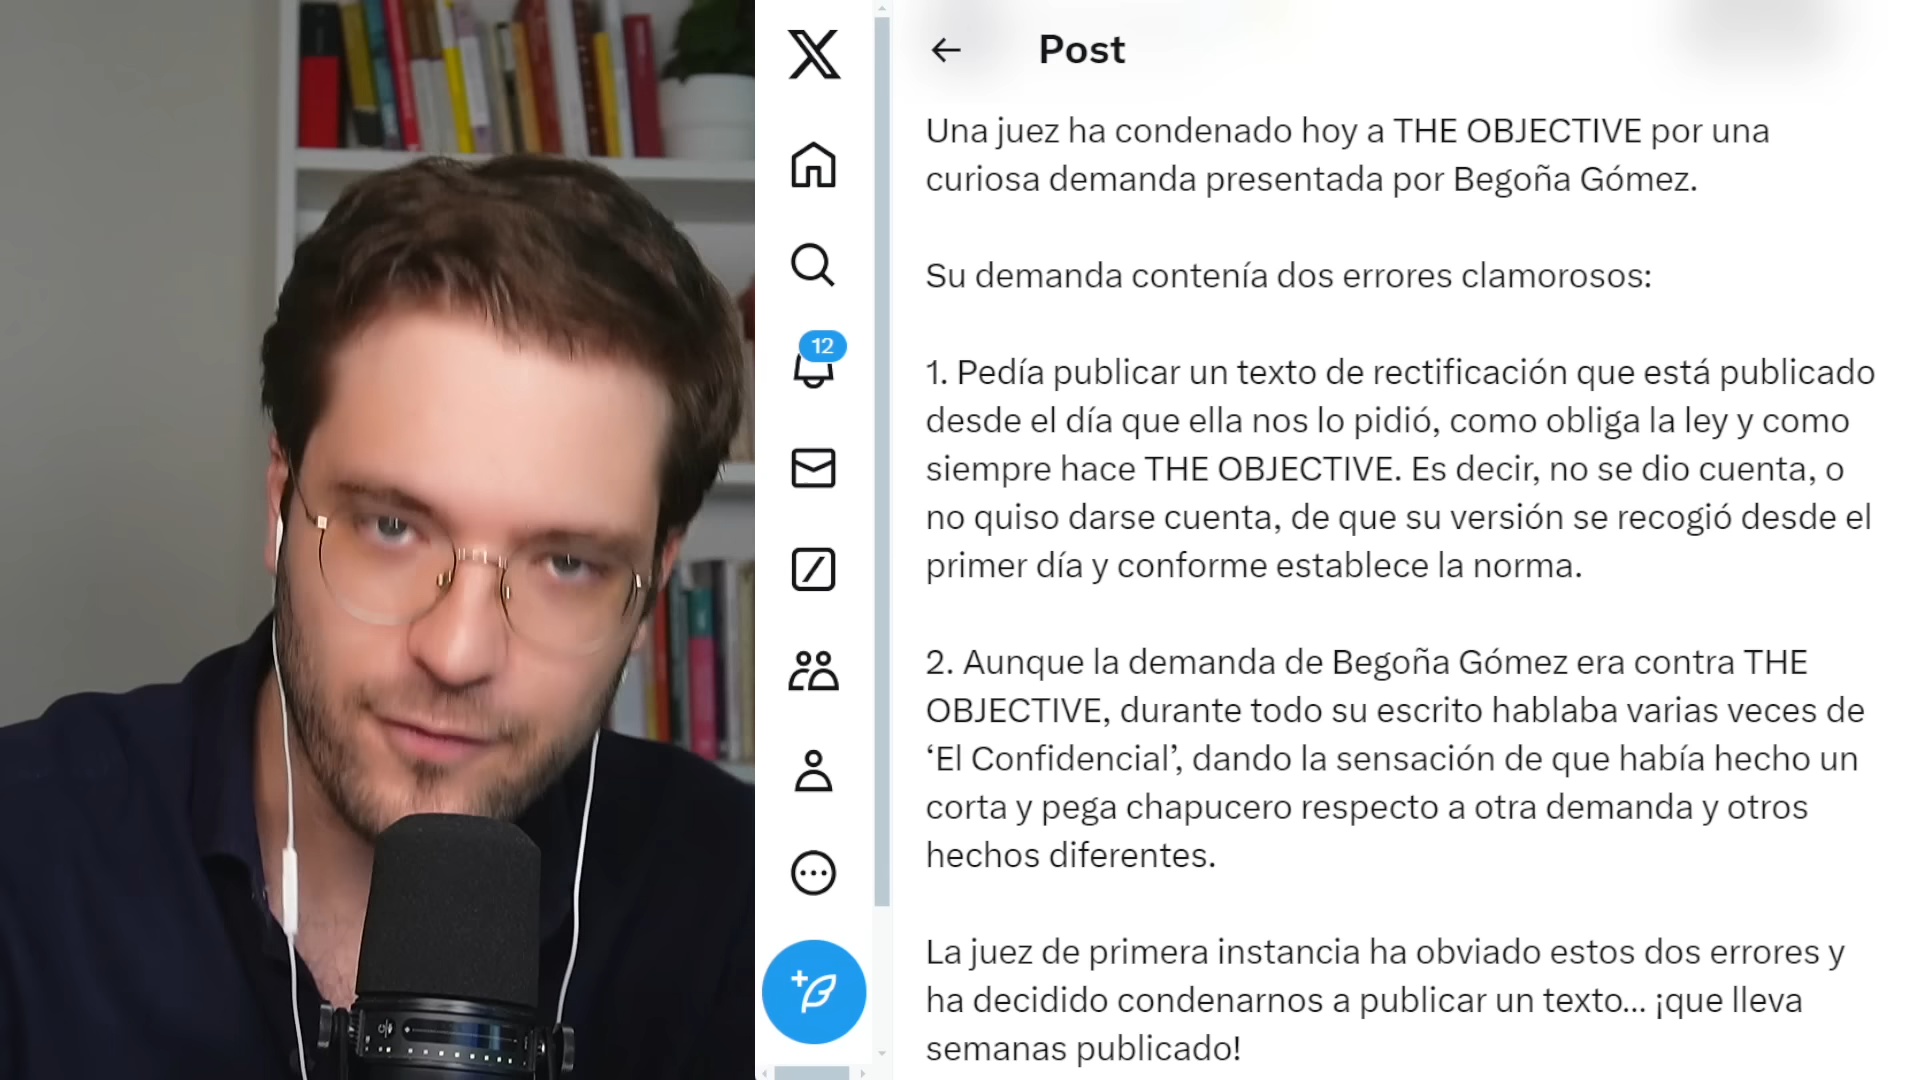 Post
Una juez ha condenado hoy a THE OBJECTIVE por una
curiosa demanda presentada por Begoña Gómez.
Su demanda contenía dos errores clamorosos:
1. Pedía publicar un texto de rectificación que está publicado
desde el día que ella nos lo pidió, como obliga la ley y como
siempre hace THE OBJECTIVE. Es decir, no se dio cuenta, o
no quiso darse cuenta, de que su versión se recogió desde el
primer día y conforme establece la norma.
2. Aunque la demanda de Begoña Gómez era contra THE
OBJECTIVE, durante todo su escrito hablaba varias veces de
‘El Confidencial’, dando la sensación de que había hecho un
corta y pega chapucero respecto a otra demanda y otros
hechos diferentes.
La juez de primera instancia ha obviado estos dos errores y
ha decidido condenarnos a publicar un texto... ¡que lleva
semanas publicado!
12